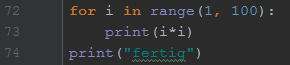 72 for i in range(1, 100):
73     print(i*i)
74 print("fertig")